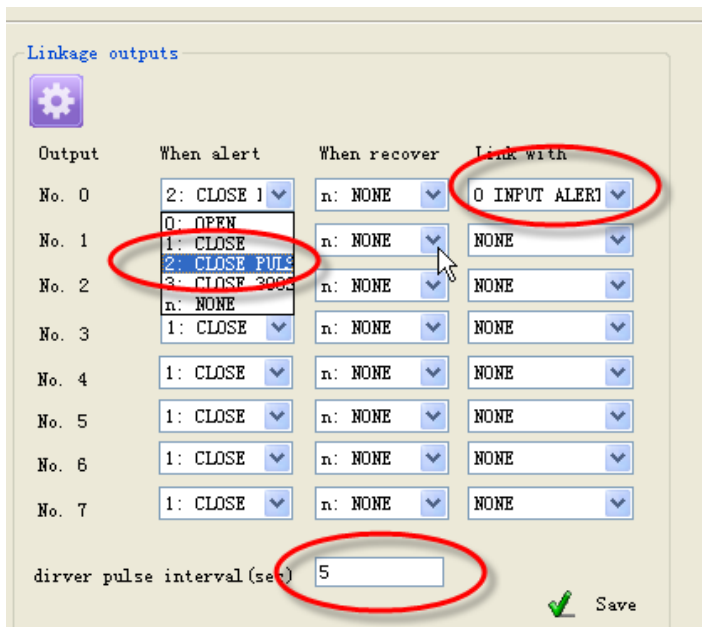 Linkage outputs
Output When alert When recover Link with
No. 0 2: CLOSE n: NONE 0 INPUT ALERT
0: OPEN
No. 1 1: CLOSE n: NONE NONE
2: CLOSE PULS
No. 2 3: CLOSE n: NONE NONE
n: NONE
No. 3 1: CLOSE n: NONE NONE
No. 4 1: CLOSE n: NONE NONE
No. 5 1: CLOSE n: NONE NONE
No. 6 1: CLOSE n: NONE NONE
No. 7 1: CLOSE n: NONE NONE
dirver pulse interval(sec) 5
Save